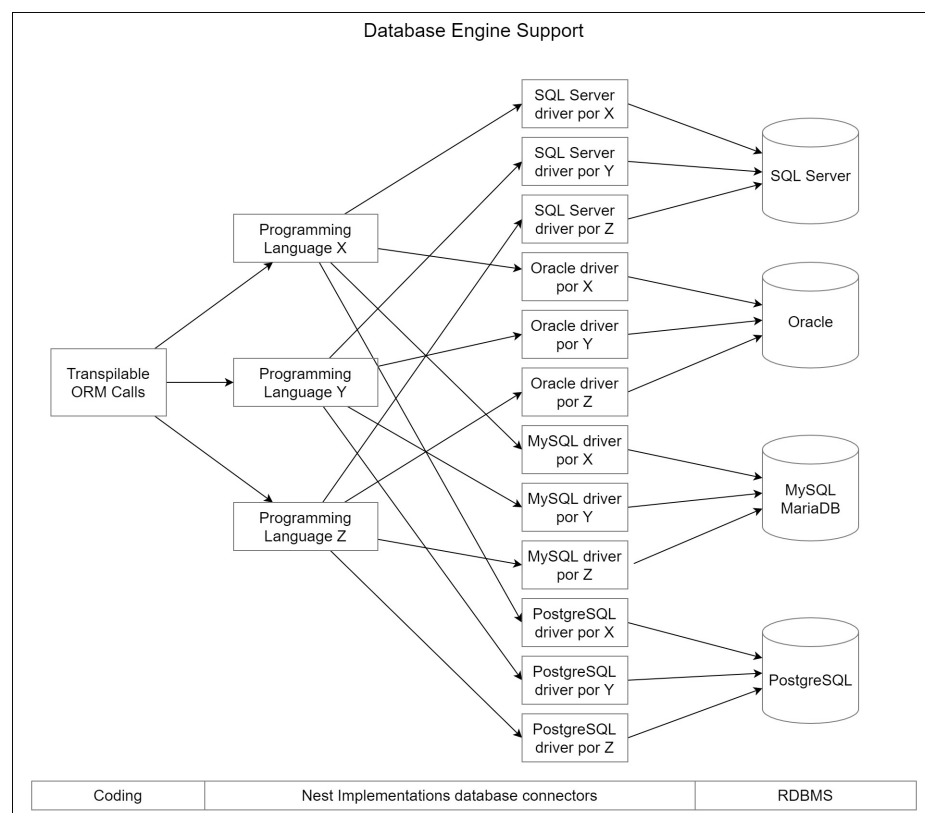 Database Engine Support
Transpilable
ORM Calls
Programming
Language X
Programming
Language Y
Programming
Language Z
SQL Server
driver por X
SQL Server
driver por Y
SQL Server
driver por Z
Oracle driver
por X
Oracle driver
por Y
Oracle driver
por Z
MySQL driver
por X
MySQL driver
por Y
MySQL driver
por Z
PostgreSQL
driver por X
PostgreSQL
driver por Y
PostgreSQL
driver por Z
SQL Server
Oracle
MySQL
MariaDB
PostgreSQL
Coding
Nest Implementations database connectors
RDBMS